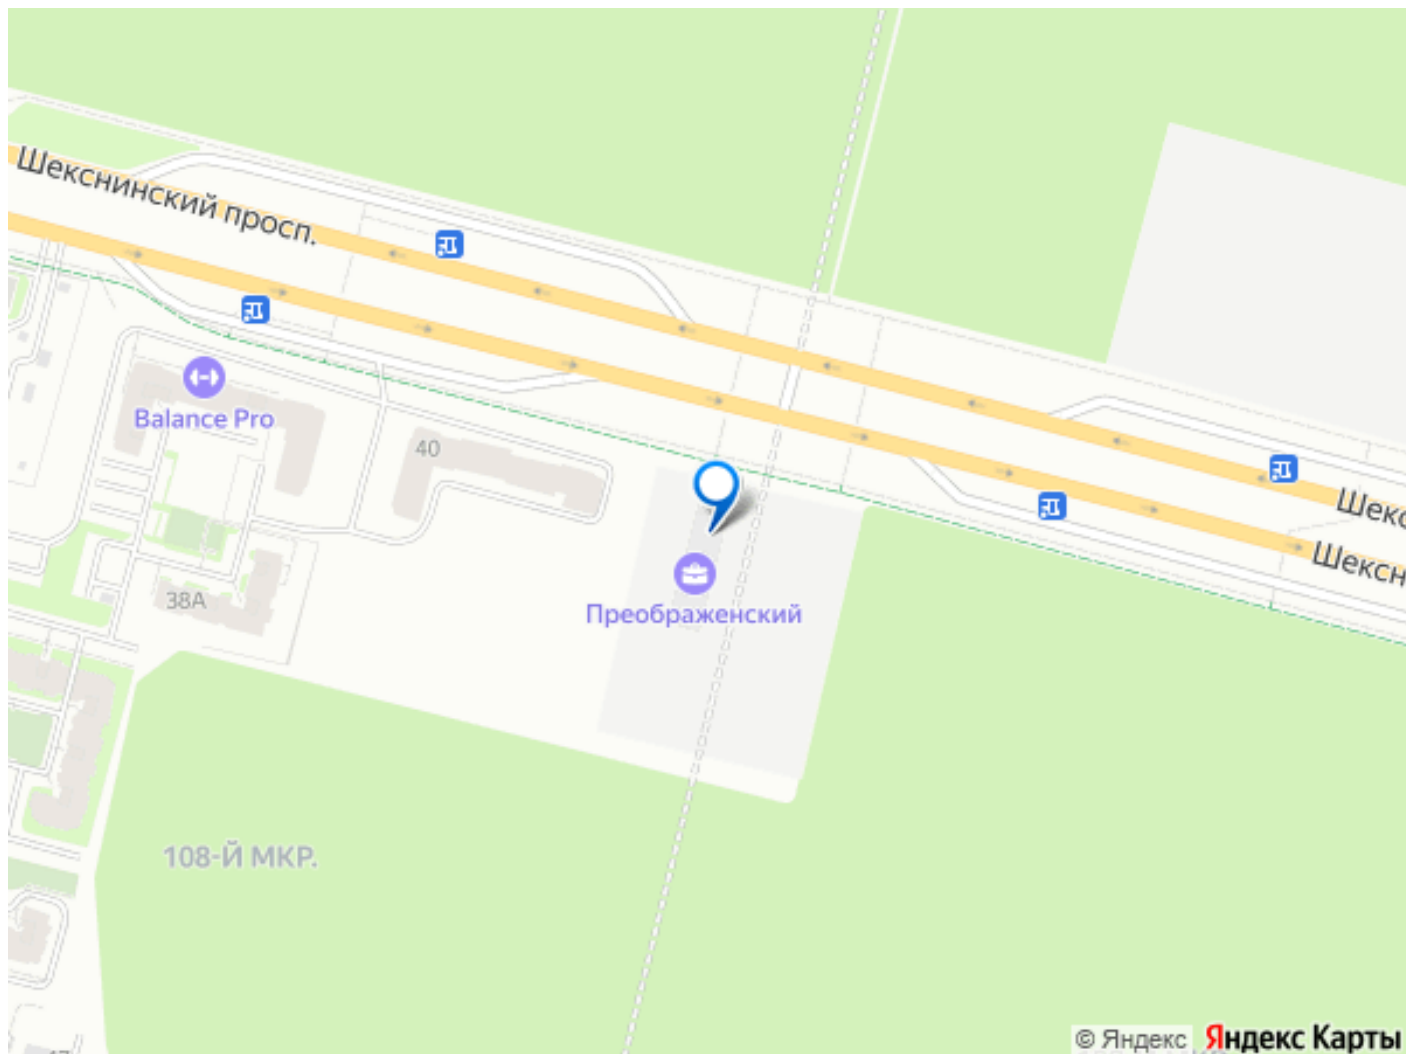 Шекснинский просп.
Balance Pro
40
Шекс
Шексн
38А
Преображенский
108-Й МКР.
© Яндекс Яндекс Карты